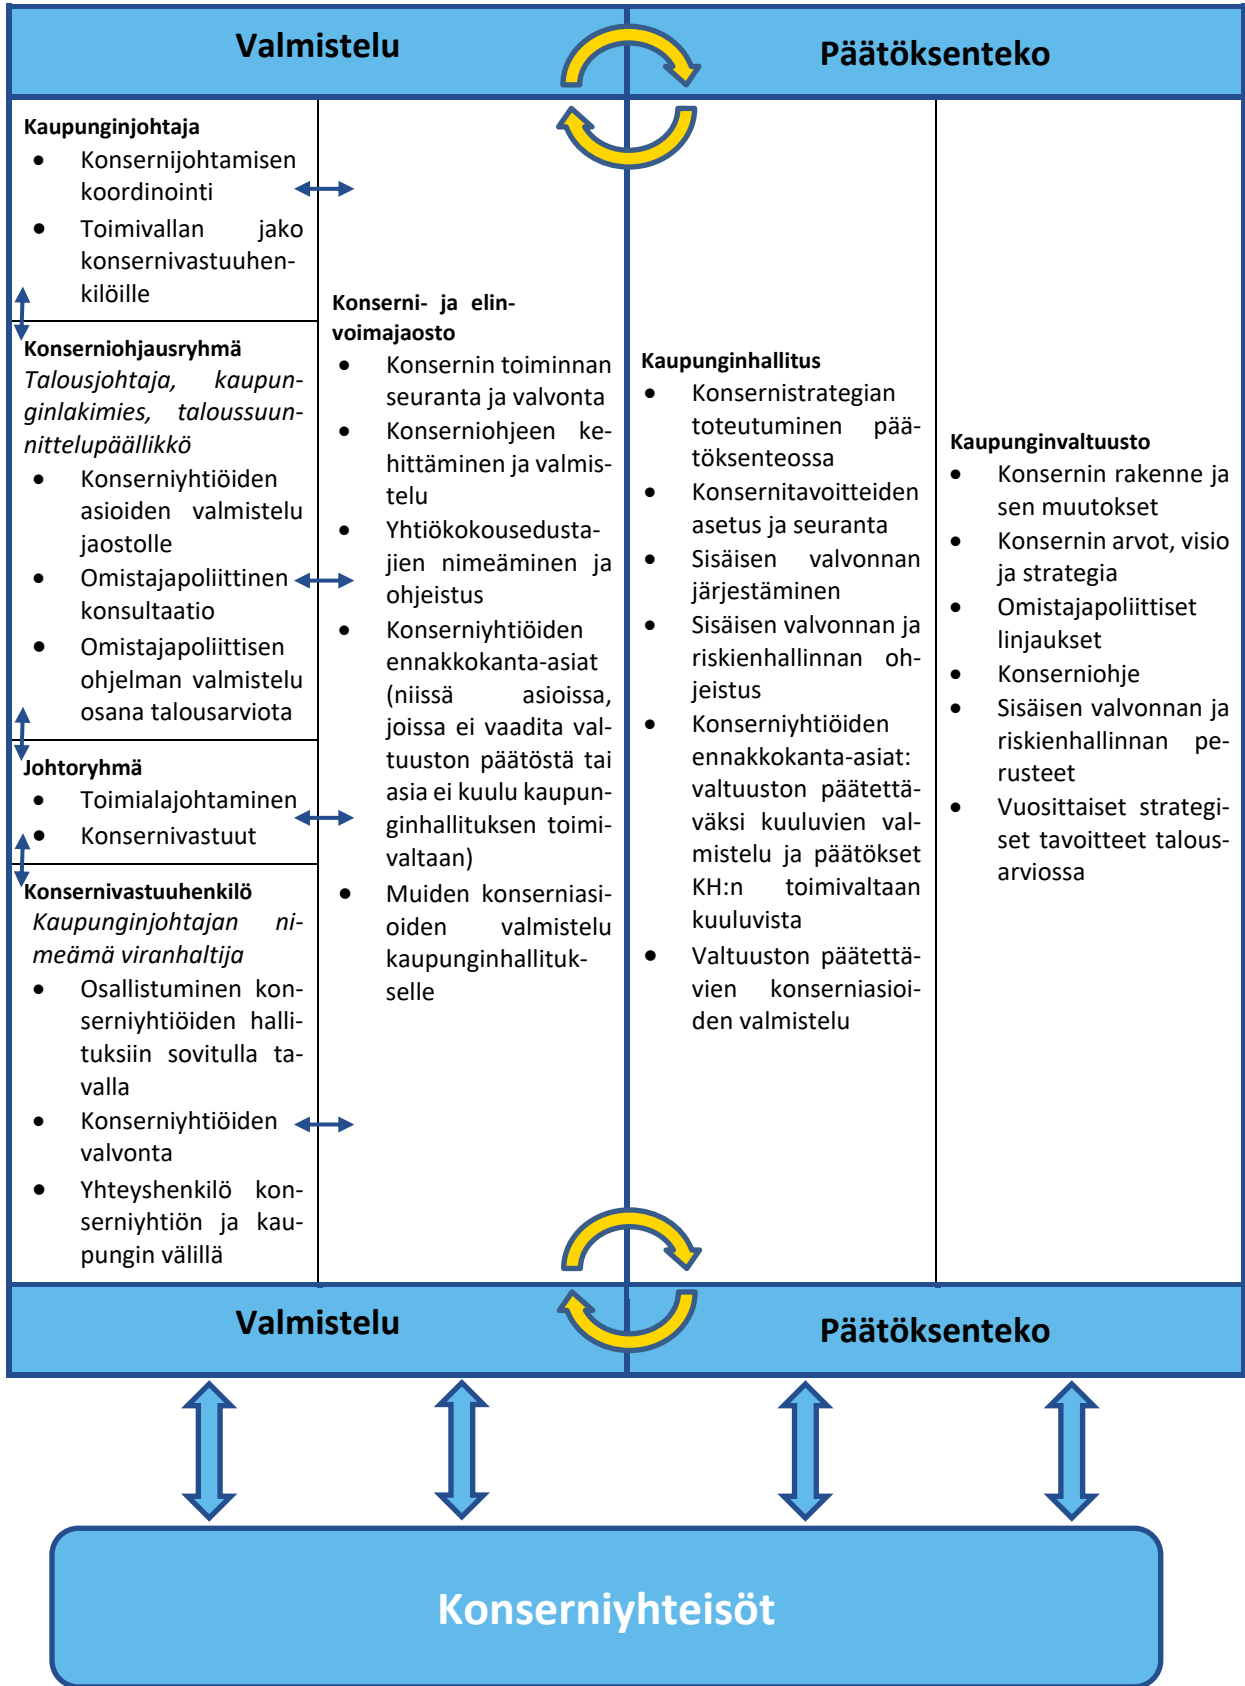 Valmistelu
Päätöksenteko
Kaupunginjohtaja
• Konsernijohtamisen
koordinointi
• Toimivallan jako
konsernivastuuhen-
kilöille
Konserniohjausryhmä
Talousjohtaja, kaupun-
ginlakimies, taloussuun-
nittelupäällikkö
• Konserniyhtiöiden
asioiden valmistelu
jaostolle
• Omistajapoliittinen
konsultaatio
• Omistajapoliittisen
ohjelman valmistelu
osana talousarviota
Johtoryhmä
• Toimialajohtaminen
• Konsernivastuut
Konsernivastuuhenkilö
Kaupunginjohtajan ni-
meämä viranhaltija
• Osallistuminen kon-
serniyhtiöiden halli-
tuksiin sovitulla ta-
valla
• Konserniyhtiöiden
valvonta
• Yhteyshenkilö kon-
serniyhtiön ja kau-
pungin välillä
Konserni- ja elin-
voimajaosto
• Konsernin toiminnan
seuranta ja valvonta
• Konserniohjeen ke-
hittäminen ja valmis-
telu
• Yhtiökokousedusta-
jien nimeäminen ja
ohjeistus
• Konserniyhtiöiden
ennakkokanta-asiat
(niissä asioissa,
joissa ei vaadita val-
tuuston päätöstä tai
asia ei kuulu kaupun-
ginhallituksen toimi-
valtaan)
• Muiden konserniasi-
oiden valmistelu
kaupunginhallituk-
selle
Kaupunginhallitus
• Konsernistrategian
toteutuminen pää-
töksenteossa
• Konsernitavoitteiden
asetus ja seuranta
• Sisäisen valvonnan
järjestäminen
• Sisäisen valvonnan ja
riskienhallinnan oh-
jeistus
• Konserniyhtiöiden
ennakkokanta-asiat:
valtuuston päätettä-
väksi kuuluvien val-
mistelu ja päätökset
KH:n toimivaltaan
kuuluvista
• Valtuuston päätettä-
vien konserniasioi-
den valmistelu
Kaupunginvaltuusto
• Konsernin rakenne ja
sen muutokset
• Konsernin arvot, visio
ja strategia
• Omistajapoliittiset
linjaukset
• Konserniohje
• Sisäisen valvonnan ja
riskienhallinnan pe-
rusteet
• Vuosittaiset strategi-
set tavoitteet talous-
arviossa
Valmistelu
Päätöksenteko
Konserniyhteisöt